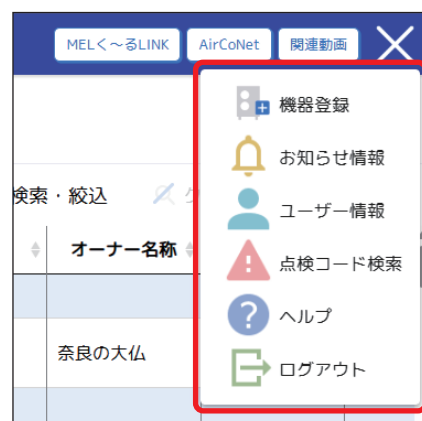 MELく～るLINK
AirCoNet
関連動画
機器登録
お知らせ情報
検索・絞込
ユーザー情報
オーナー名称
点検コード検索
ヘルプ
奈良の大仏
ログアウト